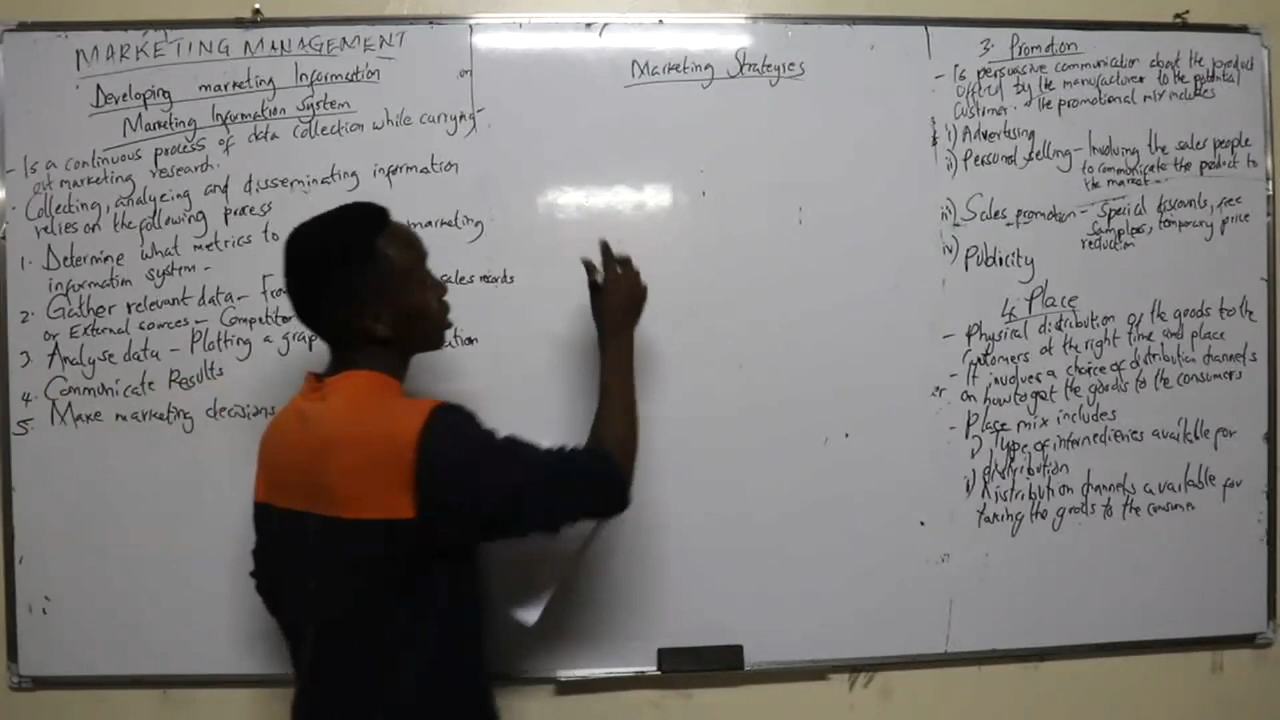 MARKETING MANAGEMENT
Developing marketing Information
Marketing Information System
- Is a continuous process of data collection while carrying
out marketing research.
- Collecting, analyzing and disseminating information
relies on the following process
1. Determine what metrics to marketing
information system -
2. Gather relevant data - sales records
or External sources - Competitor
3. Analyse data - Plotting a
4. Communicate Results
5. Make marketing decisions
Marketing Strategyies
3. Promotion
- Is persuasive communication about the product
offered by the manufacturer to the potential
Customer. The promotional mix includes
i) Advertising
ii) Personal selling - Involving the sales people
to communicate the product to
the market -
iii) Sales promotion - Special discounts, free
samples, temporary price
reduction
iv) Publicity
4. Place
- Physical distribution of the goods to the
Customers at the right time and place
- It involves a choice of distribution channels
on how to get the goods to the consumers
- Place mix includes
i) Type of intermediaries available for
distribution
ii) Distribution channels available for
taking the goods to the consumer